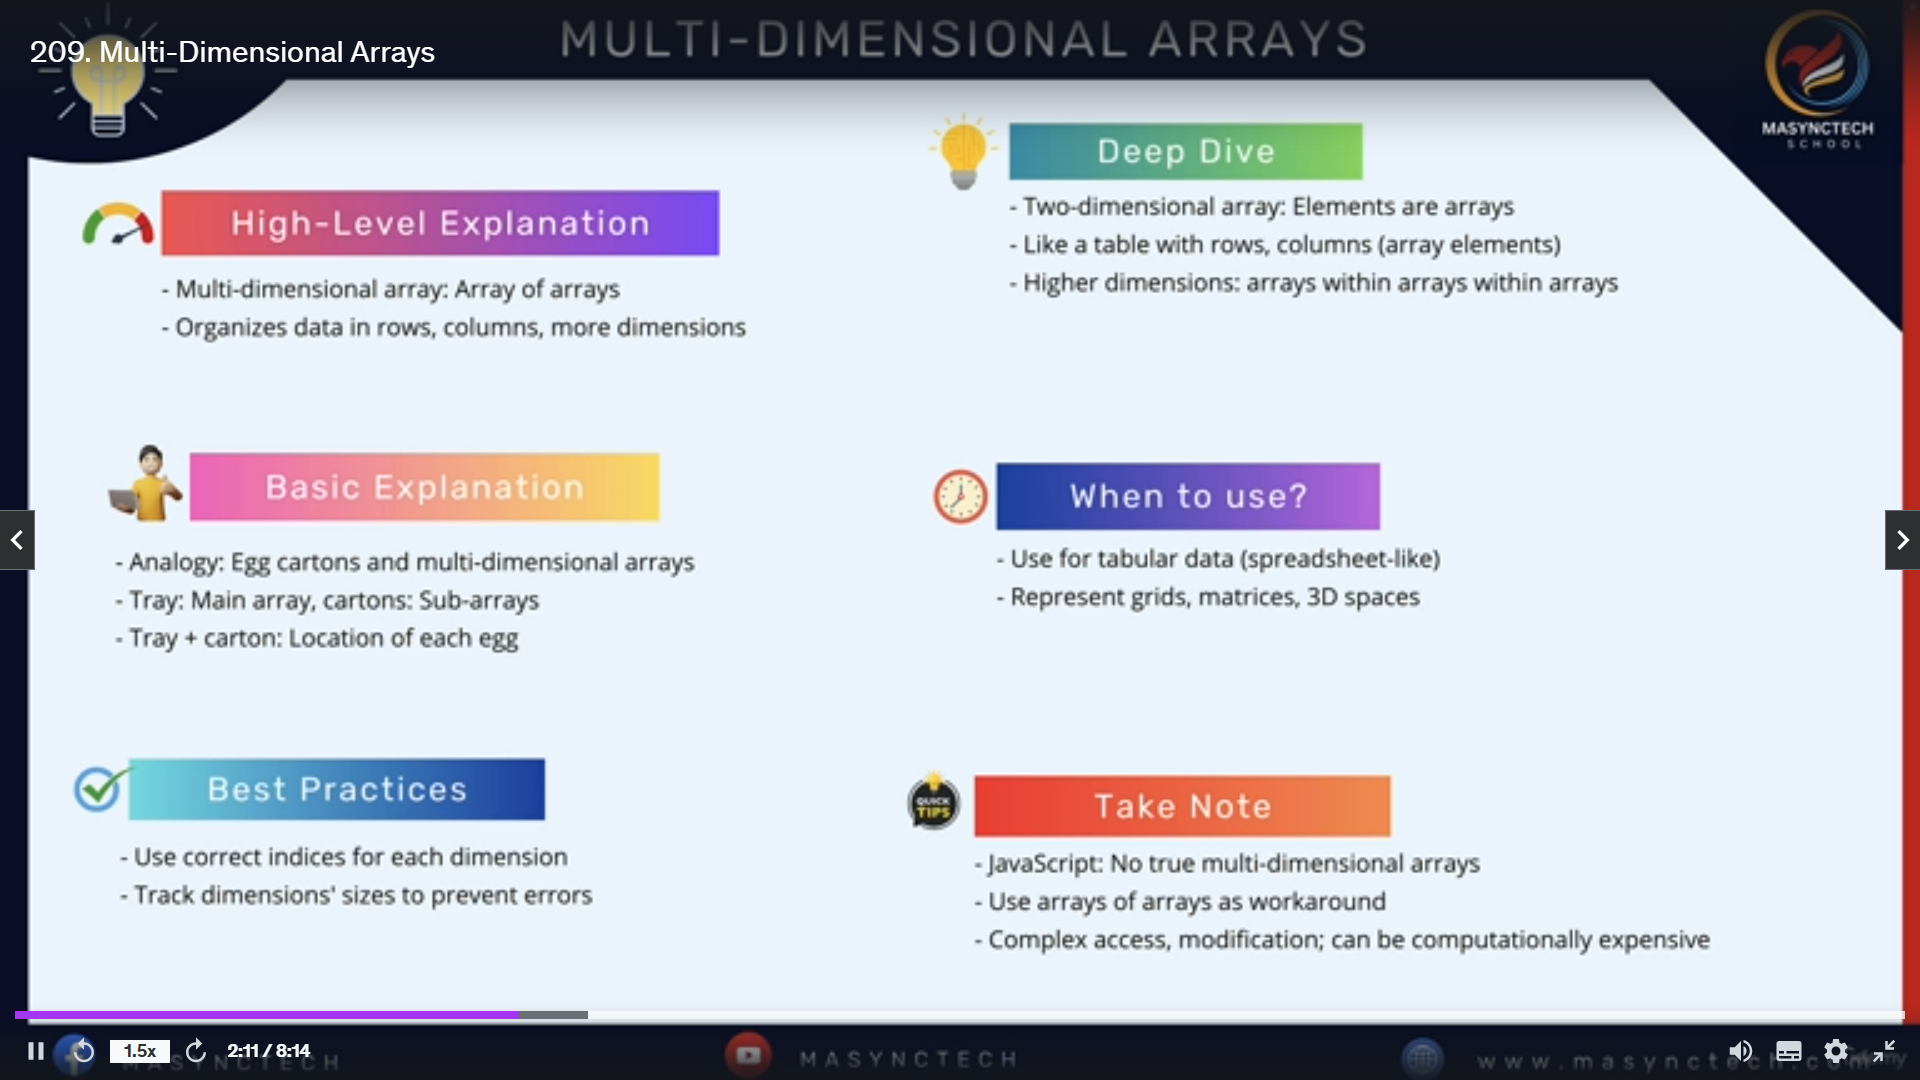 MULTI-DIMENSIONAL ARRAYS
209. Multi-Dimensional Arrays
MASYNCTECH
SCHOOL
High-Level Explanation
- Multi-dimensional array: Array of arrays
- Organizes data in rows, columns, more dimensions
Deep Dive
- Two-dimensional array: Elements are arrays
- Like a table with rows, columns (array elements)
- Higher dimensions: arrays within arrays within arrays
Basic Explanation
- Analogy: Egg cartons and multi-dimensional arrays
- Tray: Main array, cartons: Sub-arrays
- Tray + carton: Location of each egg
When to use?
- Use for tabular data (spreadsheet-like)
- Represent grids, matrices, 3D spaces
Best Practices
- Use correct indices for each dimension
- Track dimensions' sizes to prevent errors
QUICK
TIPS
Take Note
- JavaScript: No true multi-dimensional arrays
- Use arrays of arrays as workaround
- Complex access, modification; can be computationally expensive
1.5x
2:11 / 8:14
MASYNCTECH
MASYNCTECH
www.masynctech.com